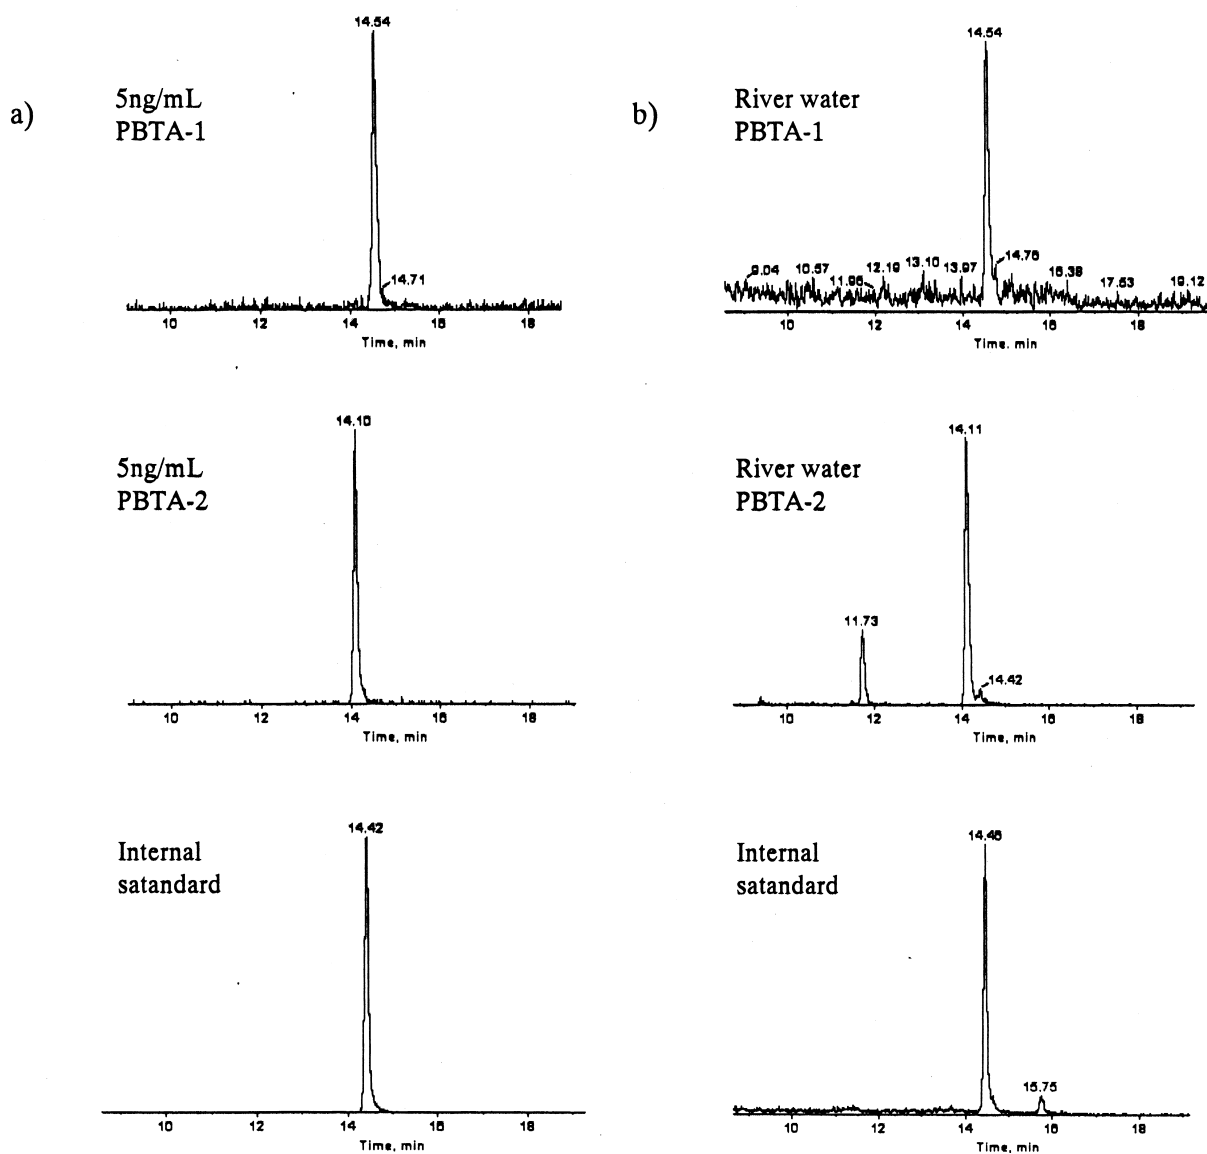 a)
5ng/mL
PBTA-1
14.54
14.71
10 12 14 16 18
Time, min
b)
River water
PBTA-1
14.54
9.04 10.57 11.95 12.19 13.10 13.97 14.76 16.38 17.53 19.12
10 12 14 16 18
Time. min
5ng/mL
PBTA-2
14.10
10 12 14 16 18
Time, min
River water
PBTA-2
14.11
11.73
14.42
10 12 14 16 18
Time, min
Internal
satandard
14.42
10 12 14 16 18
Time, min
Internal
satandard
15.75
10 12 14 16 18
Time, min